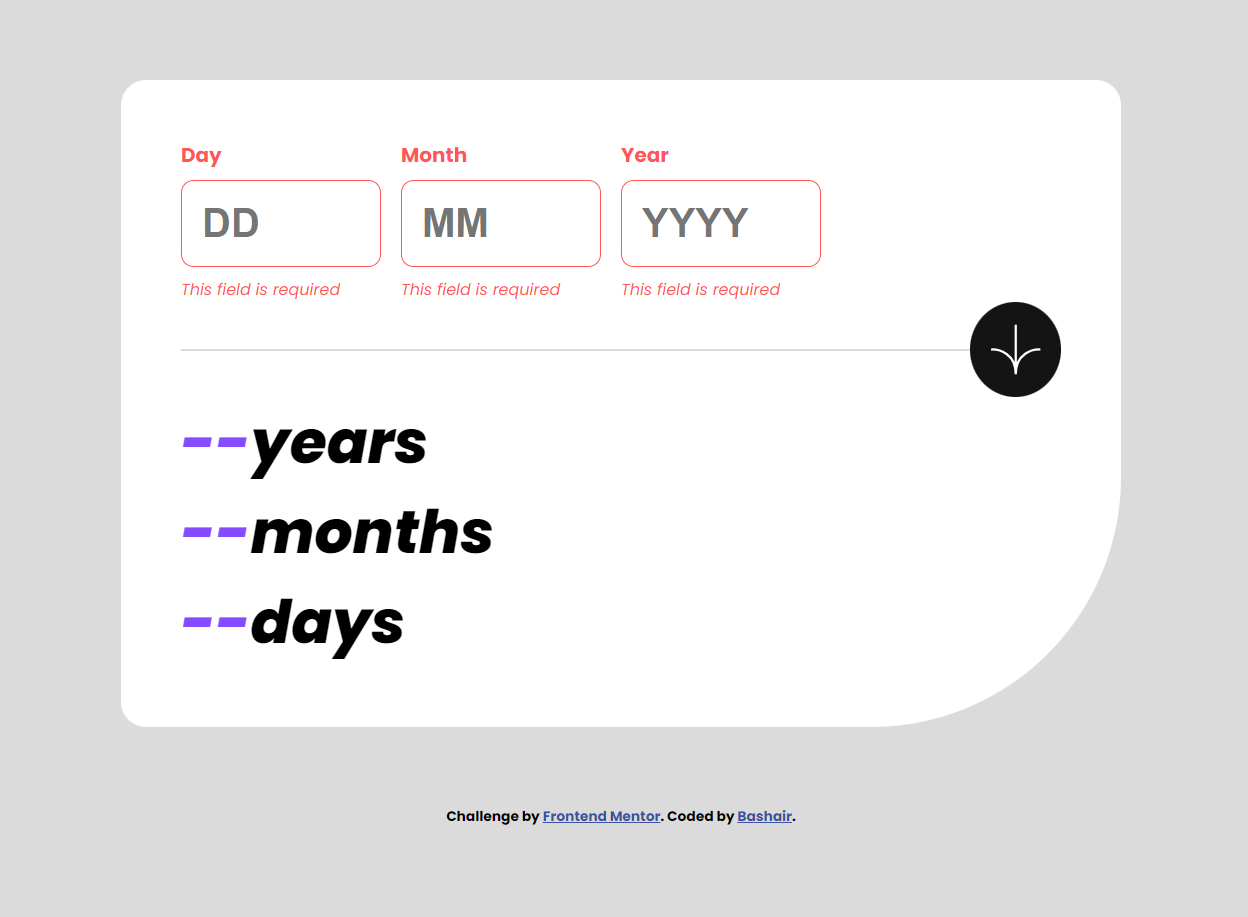 Day Month Year
DD MM YYYY
This field is required This field is required This field is required
--years
--months
--days
Challenge by Frontend Mentor. Coded by Bashair.